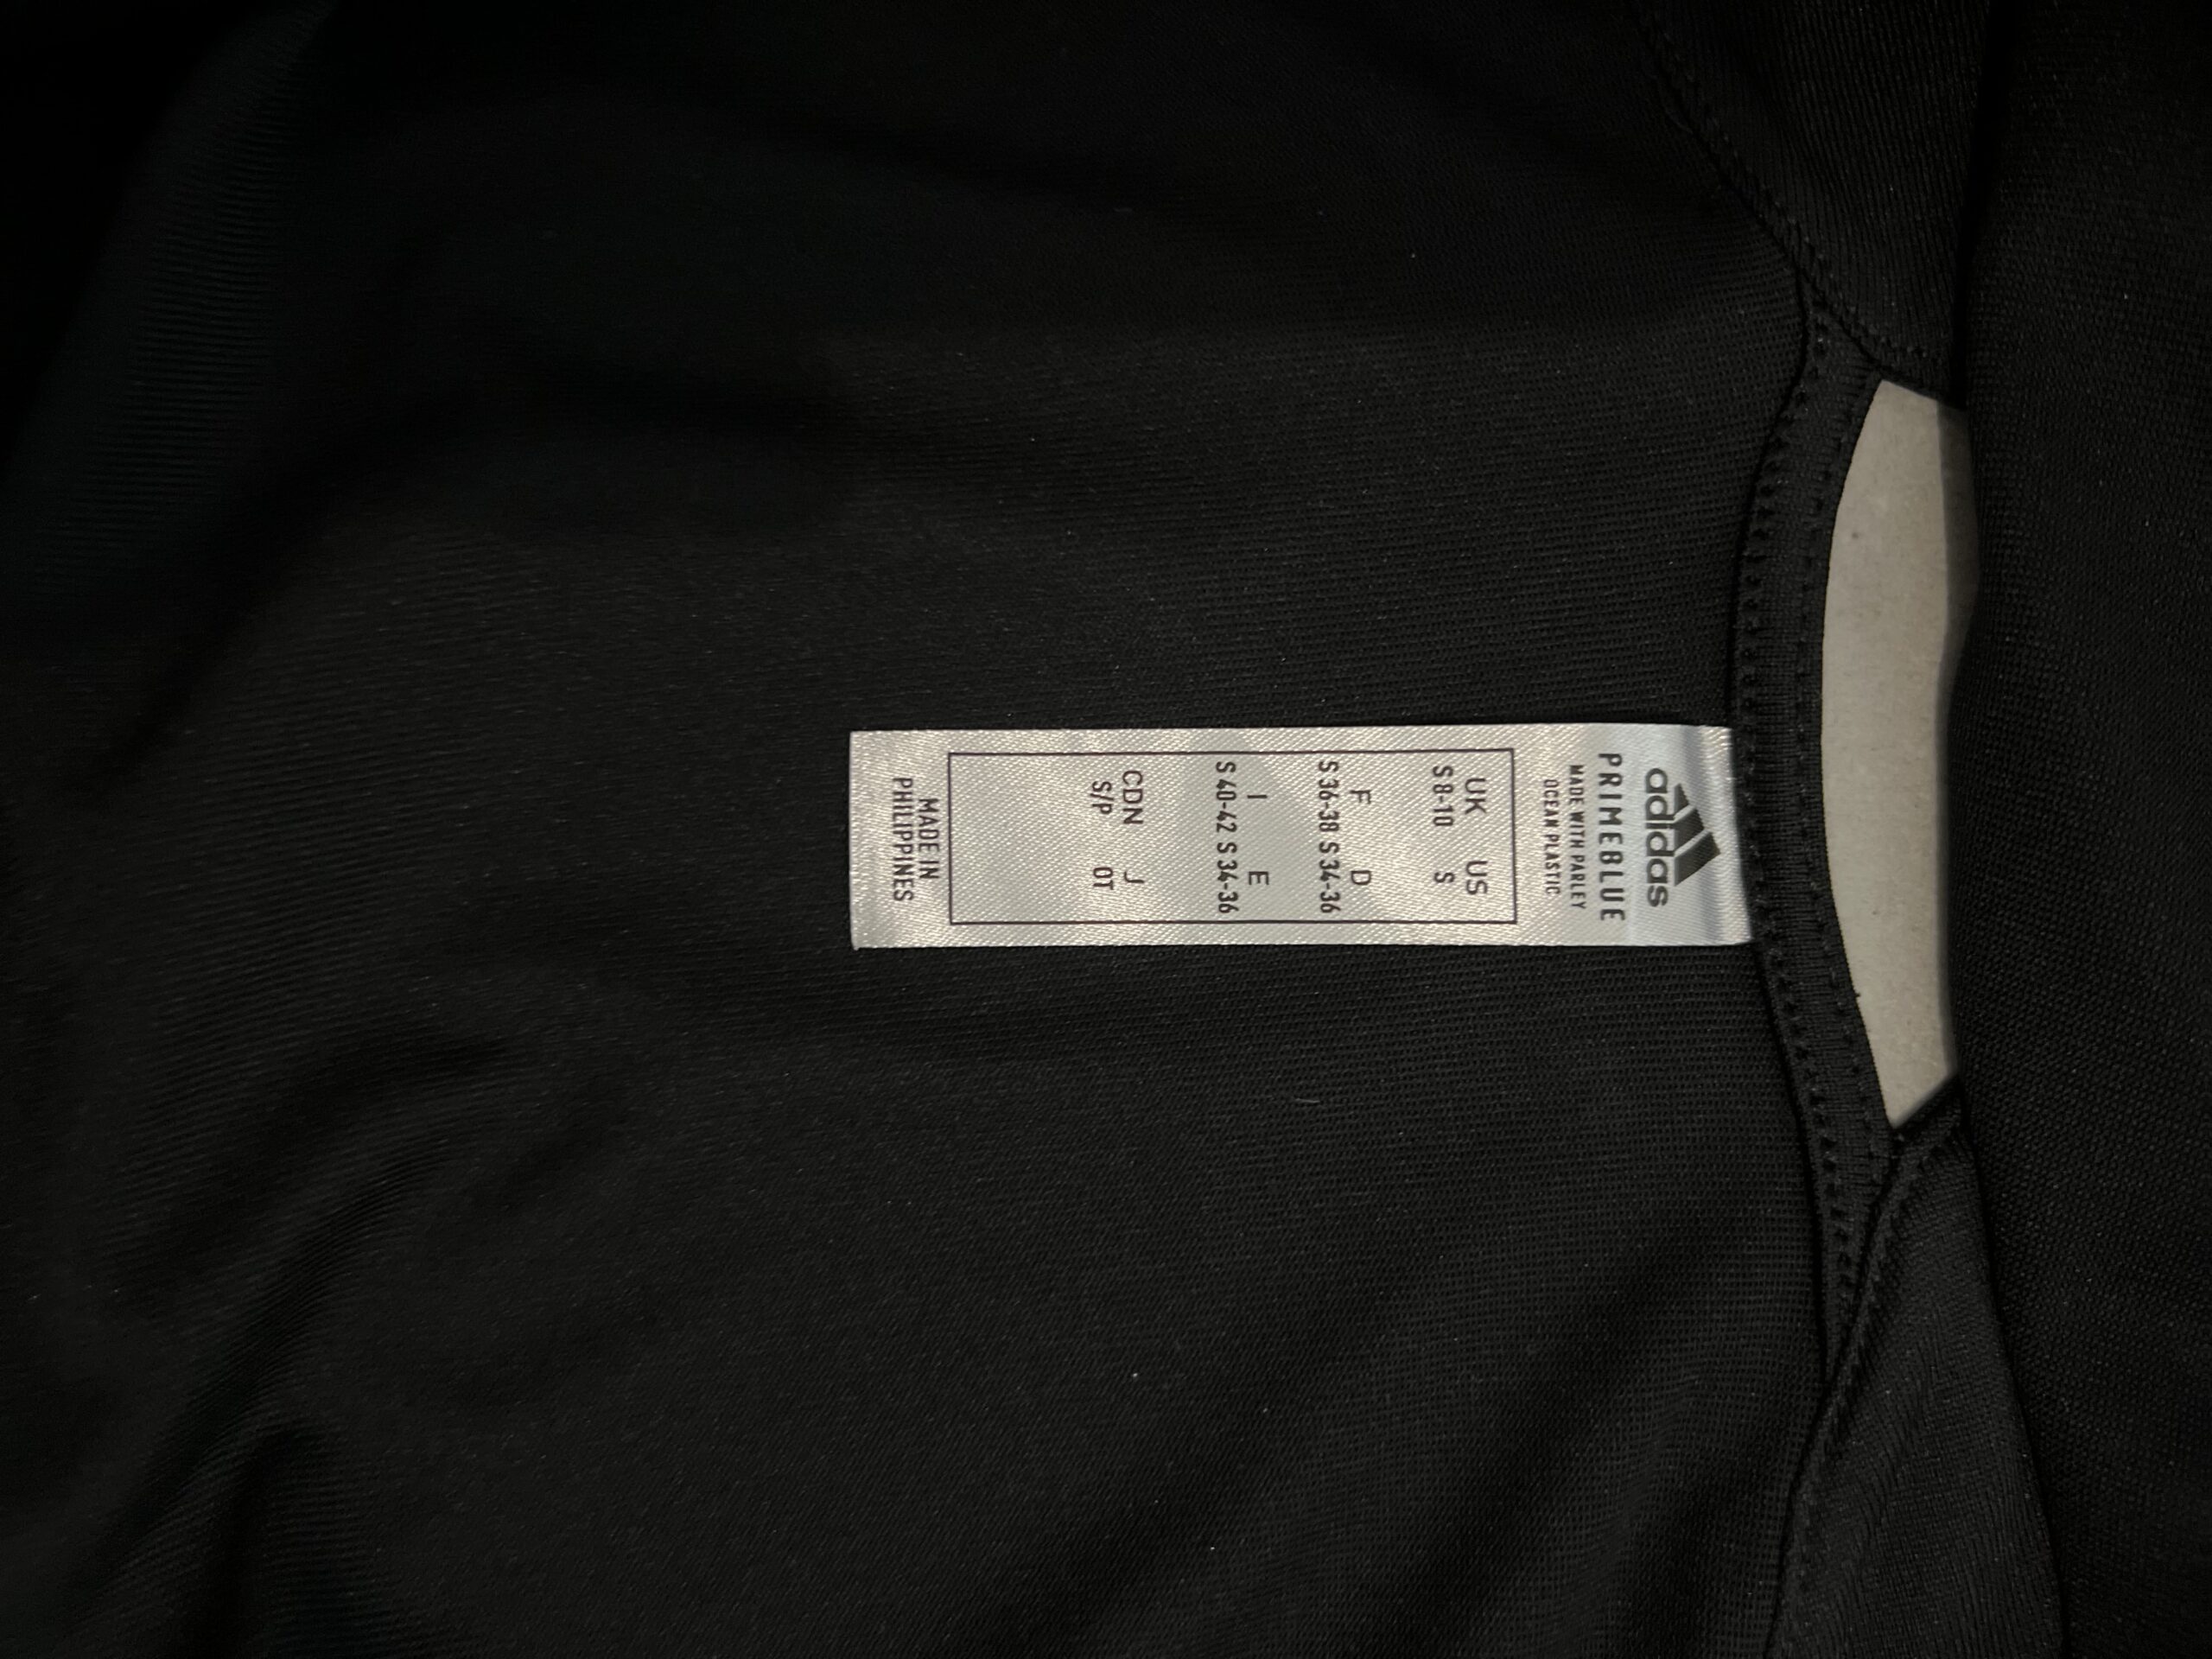 adidas
PRIMEBLUE
MADE WITH PARLEY
OCEAN PLASTIC
UK US
S 8-10 S
F D
S 36-38 S 34-36
I E
S 40-42 S 34-36
CDN J
S/P OT
MADE IN
PHILIPPINES